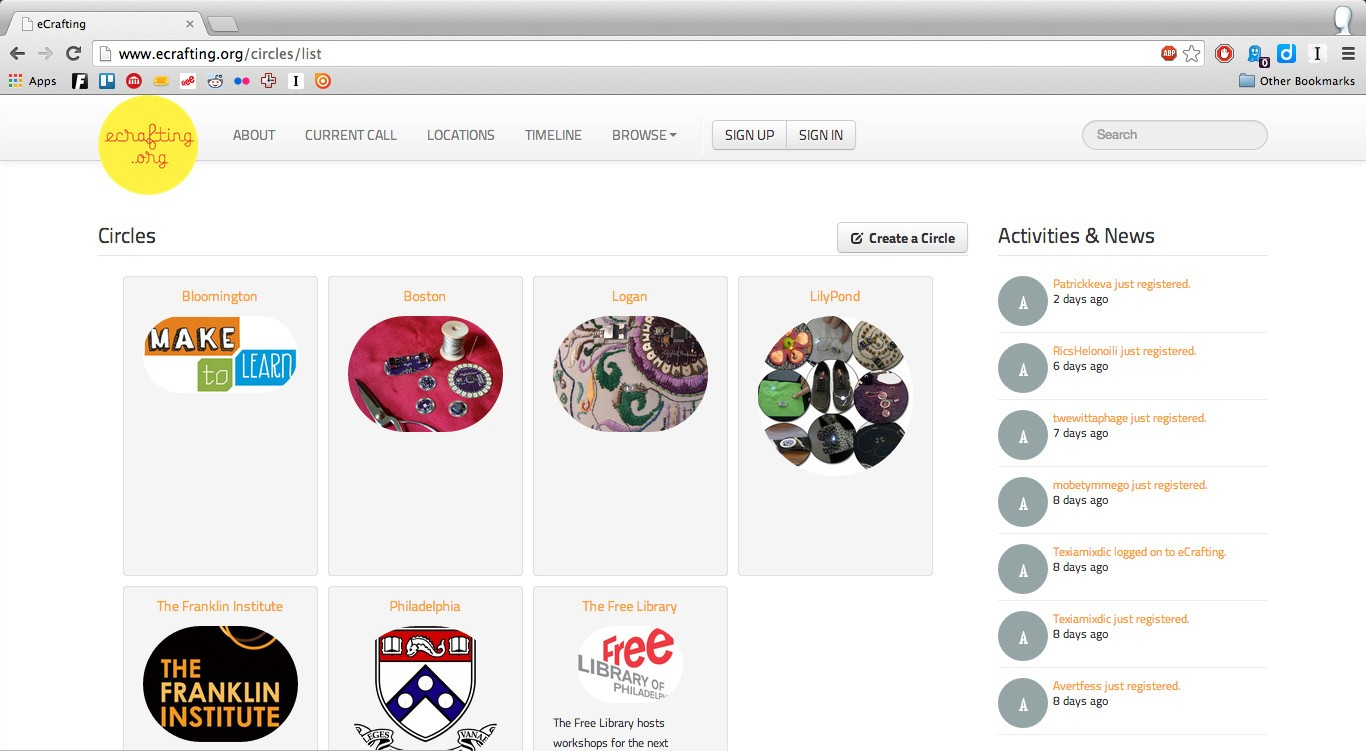 eCrafting
www.ecrafting.org/circles/list
ABP
0
Apps
Other Bookmarks
ecrafting
.org
ABOUT
CURRENT CALL
LOCATIONS
TIMELINE
BROWSE
SIGN UP
SIGN IN
Search
Circles
Create a Circle
Bloomington
MAKE
to LEARN
Boston
Logan
LilyPond
The Franklin Institute
THE
FRANKLIN
INSTITUTE
Philadelphia
LEGES
VANAE
The Free Library
Free
LIBRARY OF
PHILADELPH
The Free Library hosts
workshops for the next
Activities & News
A
Patrickkeva just registered.
2 days ago
A
RicsHelonoili just registered.
6 days ago
A
twewittaphage just registered.
7 days ago
A
mobetymmego just registered.
8 days ago
A
Texiamixdic logged on to eCrafting.
8 days ago
A
Texiamixdic just registered.
8 days ago
A
Avertfess just registered.
8 days ago